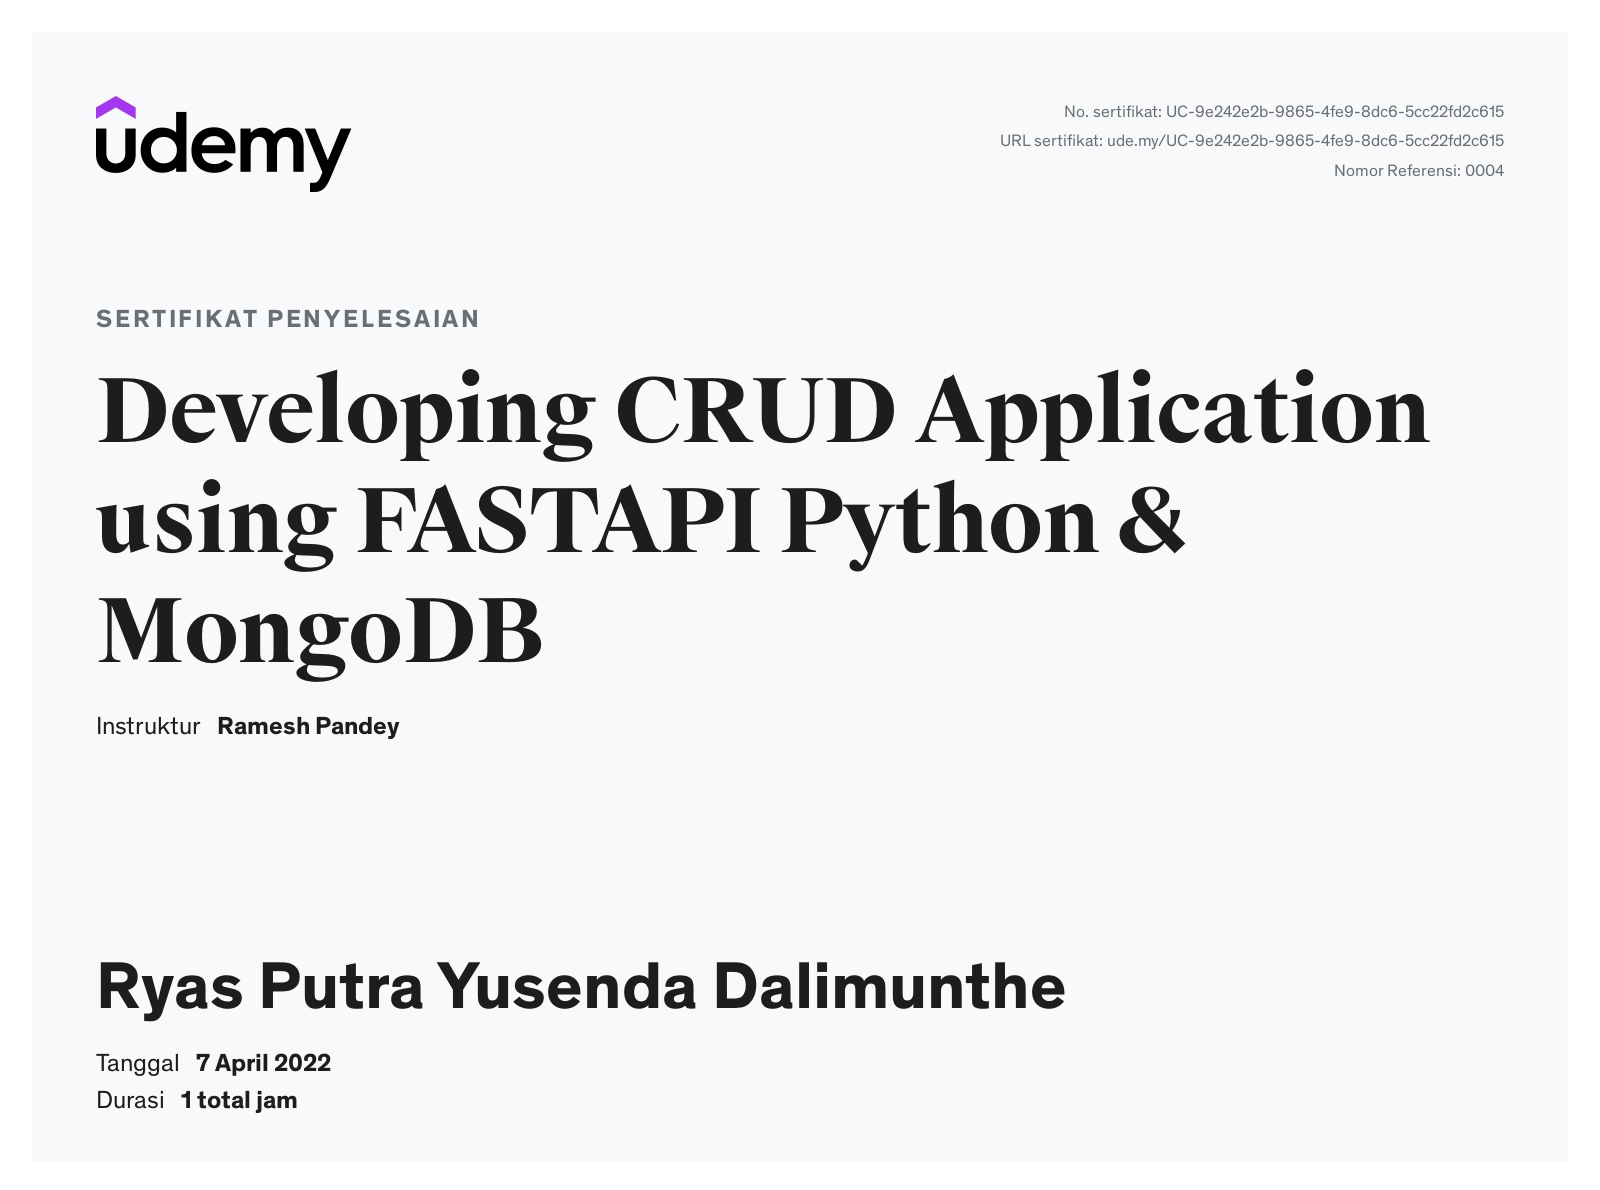 udemy
No. sertifikat: UC-9e242e2b-9865-4fe9-8dc6-5cc22fd2c615
URL sertifikat: ude.my/UC-9e242e2b-9865-4fe9-8dc6-5cc22fd2c615
Nomor Referensi: 0004
SERTIFIKAT PENYELESAIAN
Developing CRUD Application
using FASTAPI Python &
MongoDB
Instruktur Ramesh Pandey
Ryas Putra Yusenda Dalimunthe
Tanggal 7 April 2022
Durasi 1 total jam